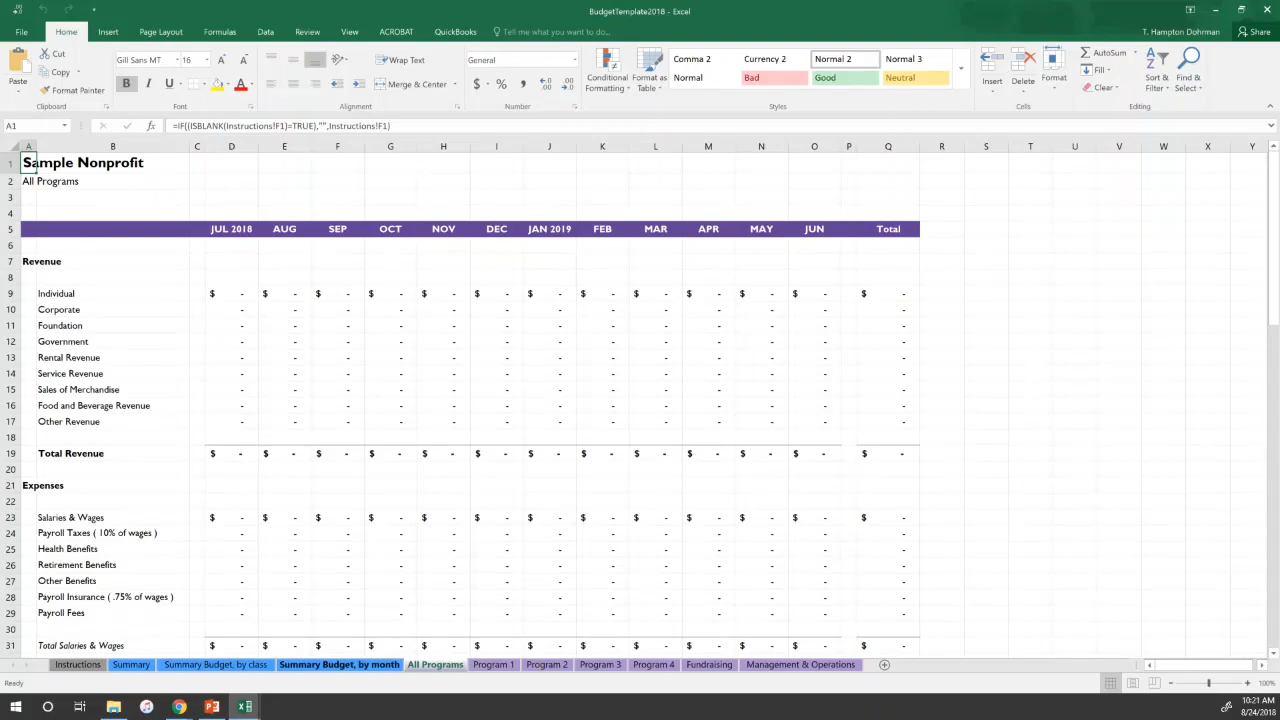 BudgetTemplate2018 - Excel
File Home Insert Page Layout Formulas Data Review View ACROBAT QuickBooks Tell me what you want to do... T. Hampton Dohrman Share
Paste Cut Copy Format Painter Clipboard
Gill Sans MT 16 B I U A A Font
Wrap Text Merge & Center Alignment
General $ % , Number
Conditional Formatting Format as Table
Comma 2 Currency 2 Normal 2 Normal 3
Normal Bad Good Neutral
Styles
Insert Delete Format Cells
AutoSum Fill Clear Sort & Filter Find & Select Editing
A1 fx =IF((ISBLANK(Instructions!F1)=TRUE),"",Instructions!F1)
A B C D E F G H I J K L M N O P Q R S T U V W X Y
1 Sample Nonprofit
2 All Programs
3
4
5 JUL 2018 AUG SEP OCT NOV DEC JAN 2019 FEB MAR APR MAY JUN Total
6
7 Revenue
8
9 Individual $ - $ - $ - $ - $ - $ - $ - $ - $ - $ - $ - $ - $ -
10 Corporate - - - - - - - - - - - - -
11 Foundation - - - - - - - - - - - - -
12 Government - - - - - - - - - - - - -
13 Rental Revenue - - - - - - - - - - - - -
14 Service Revenue - - - - - - - - - - - - -
15 Sales of Merchandise - - - - - - - - - - - - -
16 Food and Beverage Revenue - - - - - - - - - - - - -
17 Other Revenue - - - - - - - - - - - - -
18
19 Total Revenue $ - $ - $ - $ - $ - $ - $ - $ - $ - $ - $ - $ - $ -
20
21 Expenses
22
23 Salaries & Wages $ - $ - $ - $ - $ - $ - $ - $ - $ - $ - $ - $ - $ -
24 Payroll Taxes ( 10% of wages ) - - - - - - - - - - - - -
25 Health Benefits - - - - - - - - - - - - -
26 Retirement Benefits - - - - - - - - - - - - -
27 Other Benefits - - - - - - - - - - - - -
28 Payroll Insurance ( .75% of wages ) - - - - - - - - - - - - -
29 Payroll Fees - - - - - - - - - - - - -
30
31 Total Salaries & Wages $ - $ - $ - $ - $ - $ - $ - $ - $ - $ - $ - $ - $ -
Instructions Summary Summary Budget, by class Summary Budget, by month All Programs Program 1 Program 2 Program 3 Program 4 Fundraising Management & Operations
Ready 100%
10:21 AM
8/24/2018